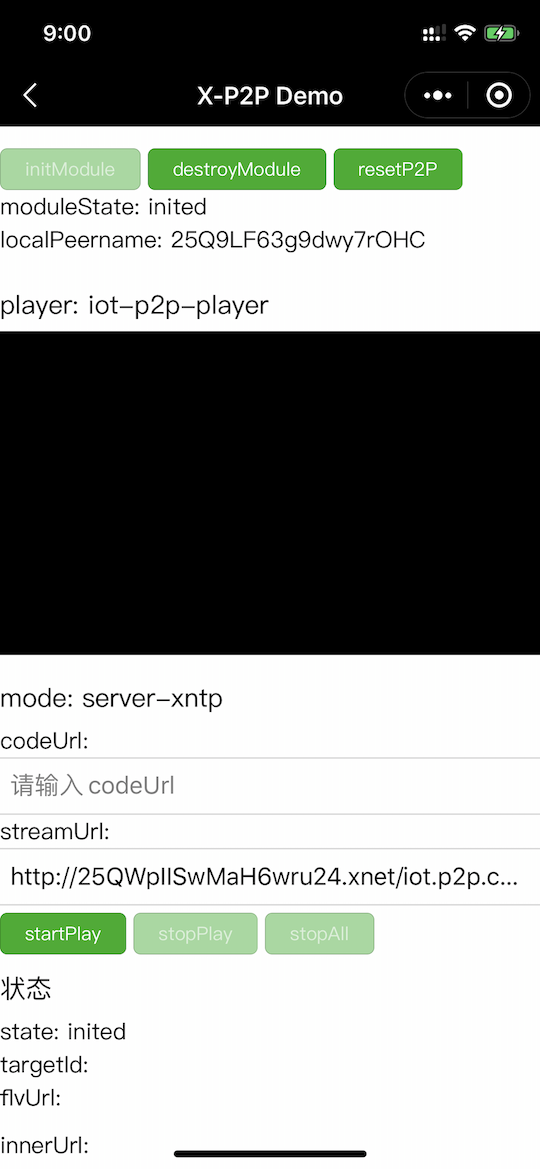 9:00
X-P2P Demo
initModule destroyModule resetP2P
moduleState: inited
localPeername: 25Q9LF63g9dwy7rOHC
player: iot-p2p-player
mode: server-xntp
codeUrl:
请输入 codeUrl
streamUrl:
http://25QWpIISwMaH6wru24.xnet/iot.p2p.c...
startPlay stopPlay stopAll
状态
state: inited
targetId:
flvUrl:
innerUrl: